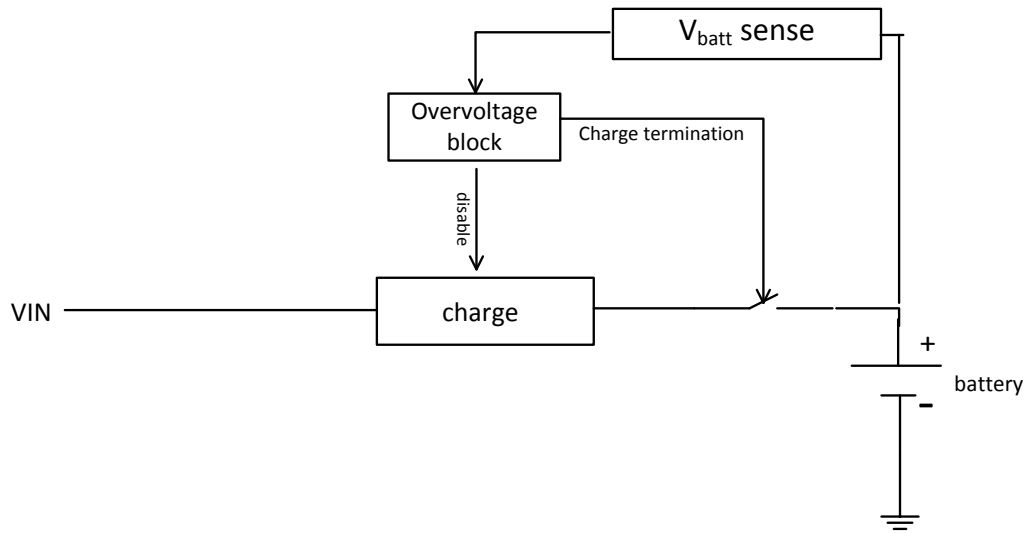 Vbatt sense
Overvoltage
block
Charge termination
disable
VIN
charge
+
battery
-